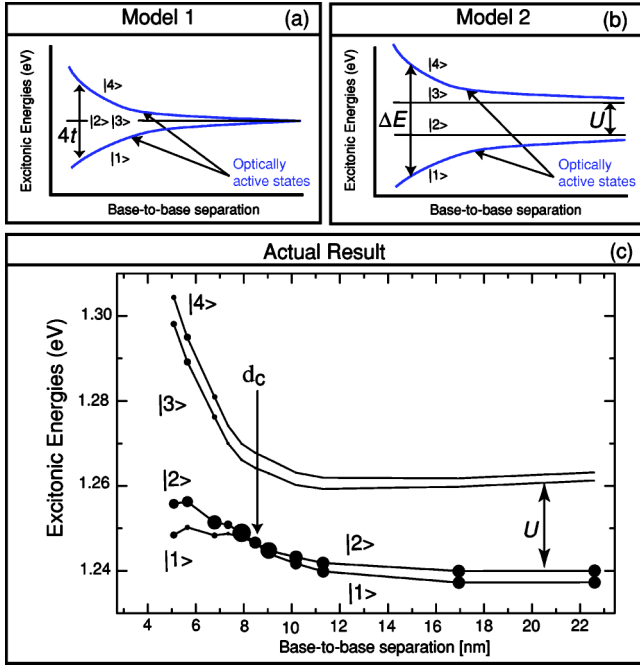 Model 1 (a)
Excitonic Energies (eV)
|4>
4t
|2> |3>
|1>
Optically
active states
Base-to-base separation
Model 2 (b)
Excitonic Energies (eV)
|4>
|3>
ΔE
|2>
U
|1>
Optically
active states
Base-to-base separation
Actual Result (c)
Excitonic Energies (eV)
1.30
1.28
1.26
1.24
|4>
|3>
dC
|2>
|1>
|2>
|1>
U
4 6 8 10 12 14 16 18 20 22
Base-to-base separation [nm]